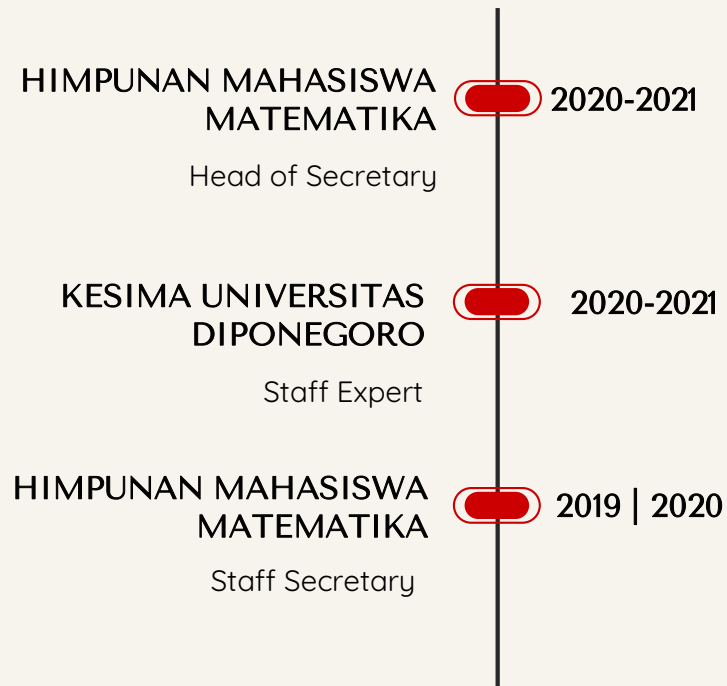 HIMPUNAN MAHASISWA
MATEMATIKA
2020-2021
Head of Secretary
KESIMA UNIVERSITAS
DIPONEGORO
2020-2021
Staff Expert
HIMPUNAN MAHASISWA
MATEMATIKA
2019 | 2020
Staff Secretary